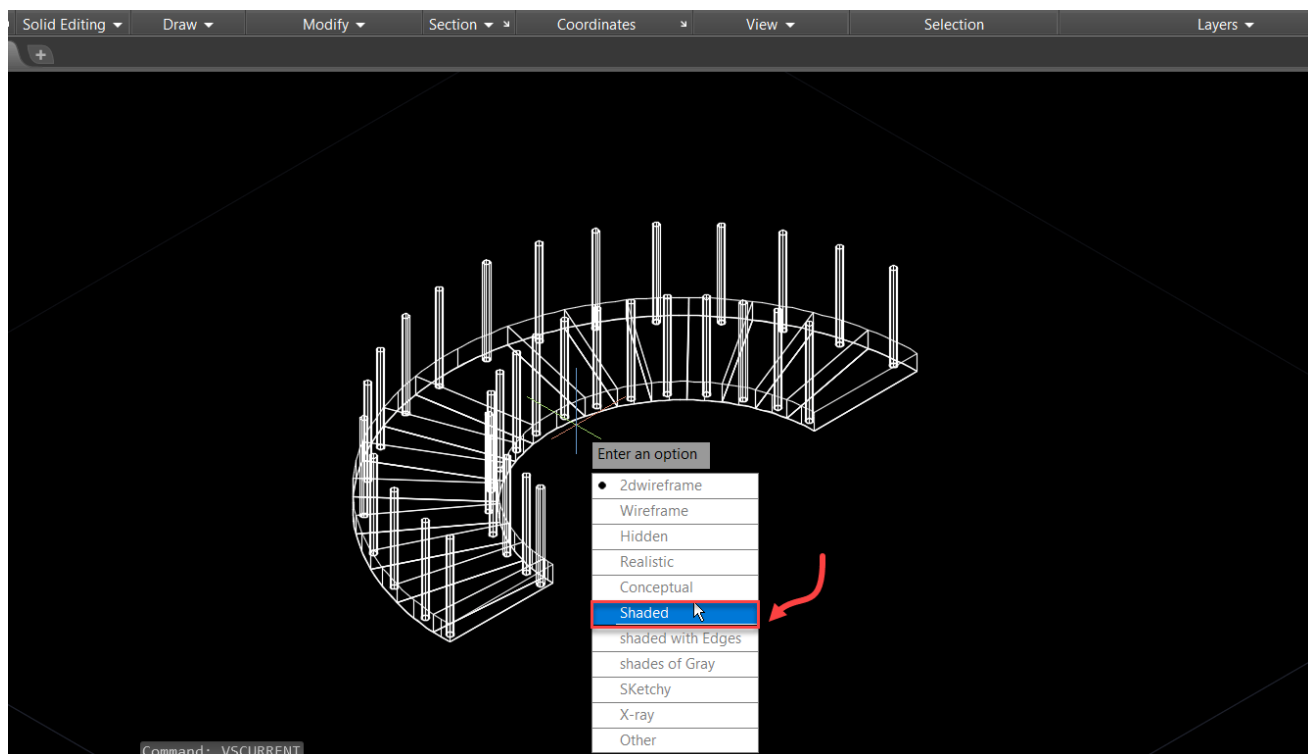 Solid Editing Draw Modify Section Coordinates View Selection Layers
+
Enter an option
2dwireframe
Wireframe
Hidden
Realistic
Conceptual
Shaded
shaded with Edges
shades of Gray
SKetchy
X-ray
Other
Command: VSCURRENT